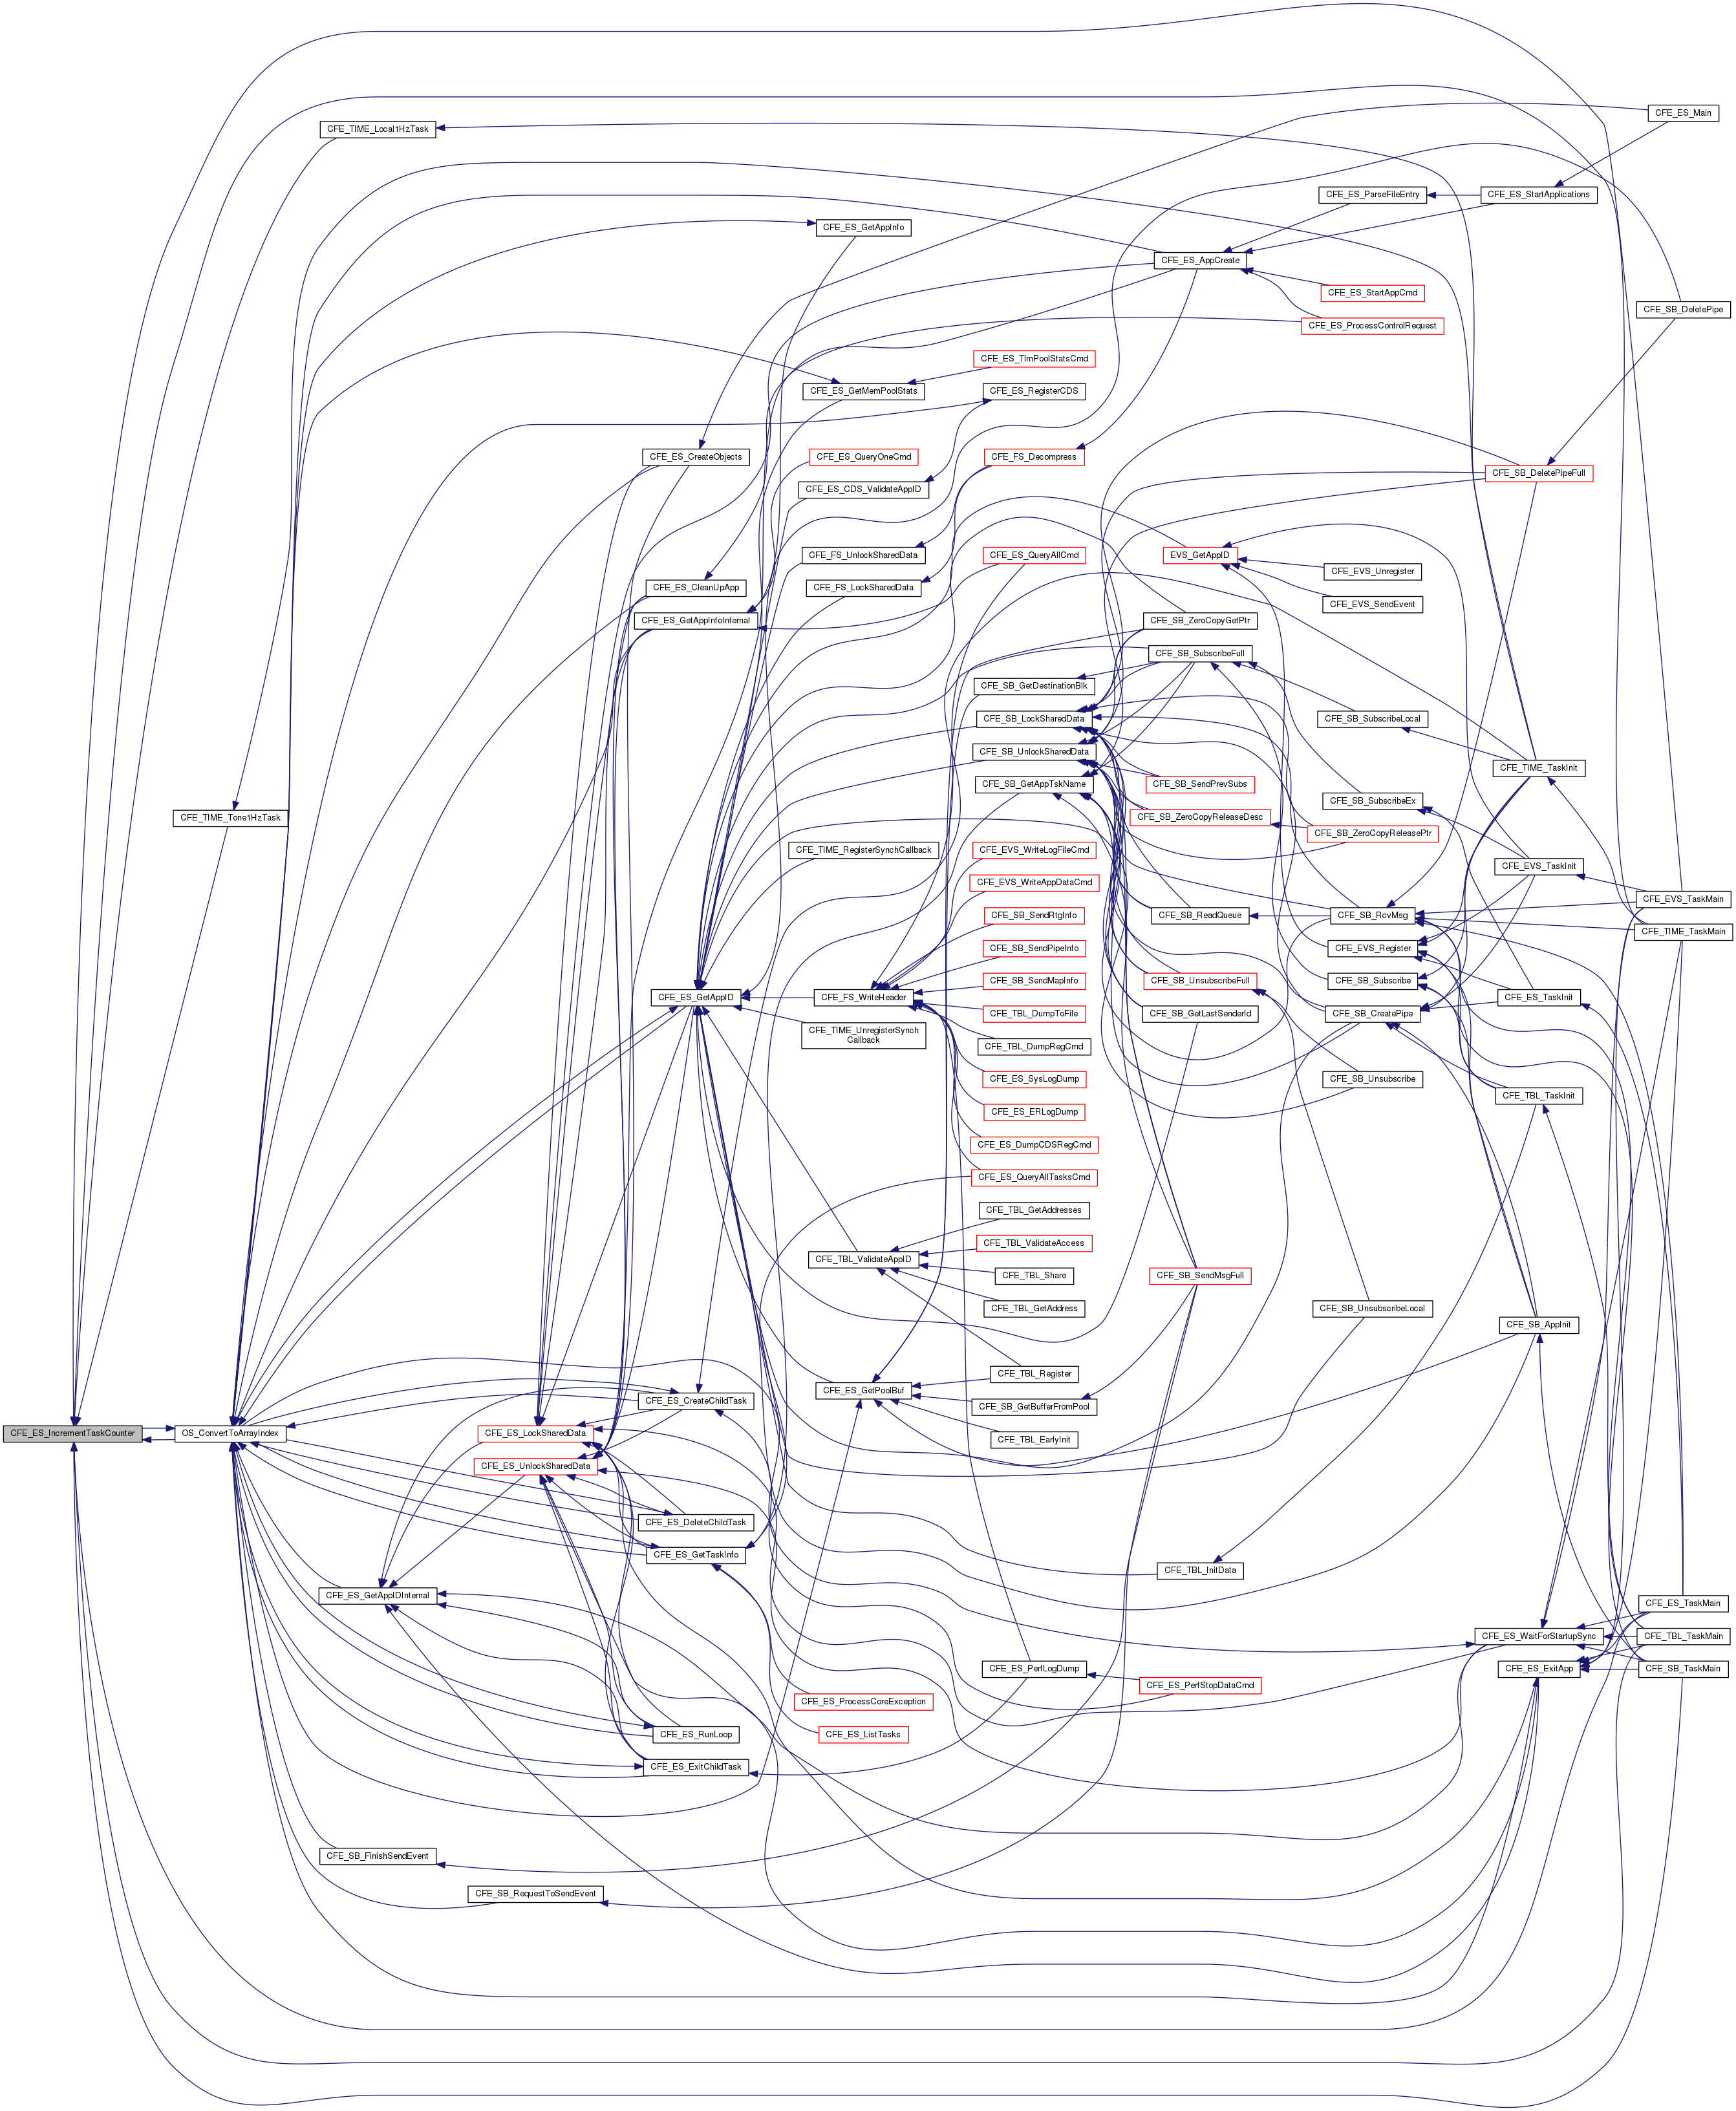 CFE_ES_Main
CFE_TIME_Local1HzTask
CFE_ES_ParseFileEntry
CFE_ES_StartApplications
CFE_ES_GetAppInfo
CFE_ES_AppCreate
CFE_ES_StartAppCmd
CFE_SB_DeletePipe
CFE_ES_ProcessControlRequest
CFE_ES_TlmPoolStatsCmd
CFE_ES_GetMemPoolStats
CFE_ES_RegisterCDS
CFE_ES_CreateObjects
CFE_ES_QueryOneCmd
CFE_FS_Decompress
CFE_SB_DeletePipeFull
CFE_ES_CDS_ValidateAppID
CFE_FS_UnlockSharedData
CFE_ES_QueryAllCmd
EVS_GetAppID
CFE_EVS_Unregister
CFE_ES_CleanUpApp
CFE_FS_LockSharedData
CFE_EVS_SendEvent
CFE_ES_GetAppInfoInternal
CFE_SB_ZeroCopyGetPtr
CFE_SB_SubscribeFull
CFE_SB_GetDestinationBlk
CFE_SB_LockSharedData
CFE_SB_SubscribeLocal
CFE_SB_UnlockSharedData
CFE_TIME_TaskInit
CFE_SB_GetAppTskName
CFE_SB_SendPrevSubs
CFE_SB_SubscribeEx
CFE_TIME_Tone1HzTask
CFE_SB_ZeroCopyReleaseDesc
CFE_SB_ZeroCopyReleasePtr
CFE_TIME_RegisterSynchCallback
CFE_EVS_WriteLogFileCmd
CFE_EVS_TaskInit
CFE_EVS_WriteAppDataCmd
CFE_EVS_TaskMain
CFE_SB_SendRtgInfo
CFE_SB_ReadQueue
CFE_SB_RcvMsg
CFE_TIME_TaskMain
CFE_SB_SendPipeInfo
CFE_EVS_Register
CFE_SB_SendMapInfo
CFE_SB_UnsubscribeFull
CFE_SB_Subscribe
CFE_ES_GetAppID
CFE_FS_WriteHeader
CFE_ES_TaskInit
CFE_TBL_DumpToFile
CFE_SB_GetLastSenderId
CFE_SB_CreatePipe
CFE_TIME_UnregisterSynch
Callback
CFE_TBL_DumpRegCmd
CFE_ES_SysLogDump
CFE_SB_Unsubscribe
CFE_TBL_TaskInit
CFE_ES_ERLogDump
CFE_ES_DumpCDSRegCmd
CFE_ES_QueryAllTasksCmd
CFE_TBL_GetAddresses
CFE_TBL_ValidateAccess
CFE_TBL_ValidateAppID
CFE_TBL_Share
CFE_SB_SendMsgFull
CFE_TBL_GetAddress
CFE_SB_UnsubscribeLocal
CFE_SB_AppInit
CFE_TBL_Register
CFE_ES_GetPoolBuf
CFE_ES_CreateChildTask
CFE_SB_GetBufferFromPool
CFE_ES_IncrementTaskCounter
OS_ConvertToArrayIndex
CFE_ES_LockSharedData
CFE_TBL_EarlyInit
CFE_ES_UnlockSharedData
CFE_ES_DeleteChildTask
CFE_ES_GetTaskInfo
CFE_TBL_InitData
CFE_ES_GetAppIDInternal
CFE_ES_TaskMain
CFE_ES_WaitForStartupSync
CFE_TBL_TaskMain
CFE_ES_PerfLogDump
CFE_ES_ExitApp
CFE_SB_TaskMain
CFE_ES_PerfStopDataCmd
CFE_ES_ProcessCoreException
CFE_ES_RunLoop
CFE_ES_ListTasks
CFE_ES_ExitChildTask
CFE_SB_FinishSendEvent
CFE_SB_RequestToSendEvent